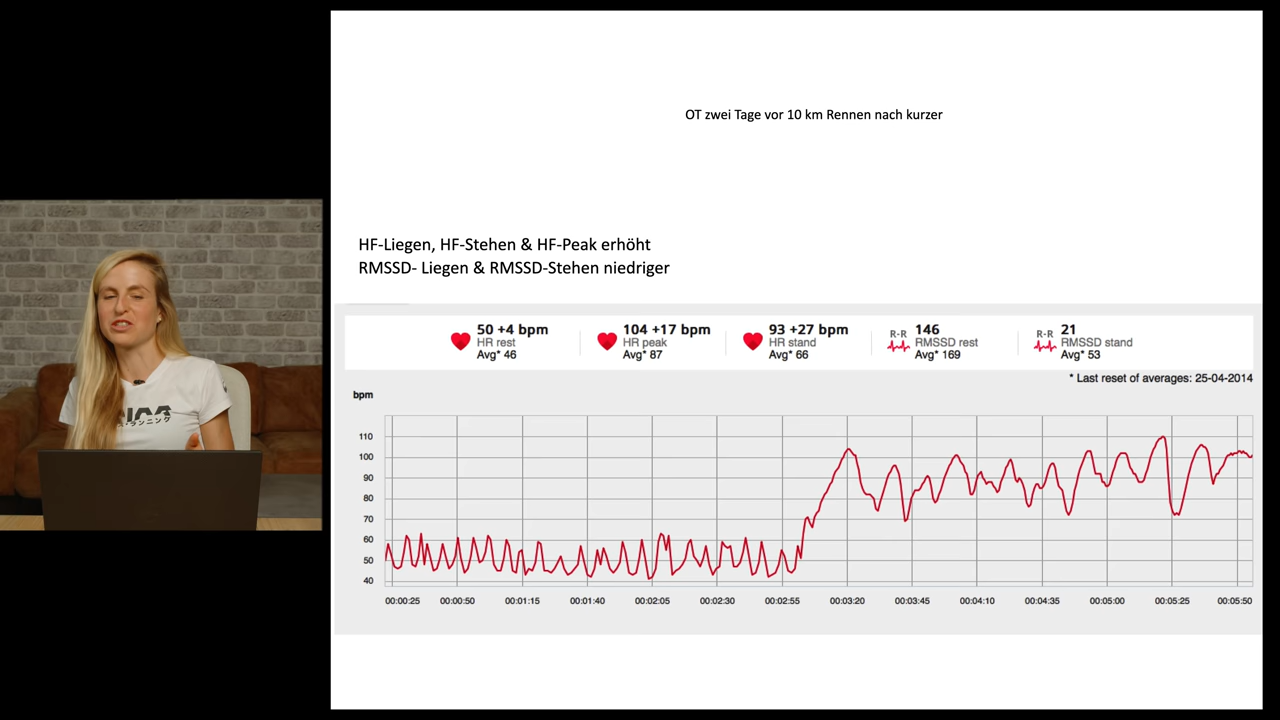 OT zwei Tage vor 10 km Rennen nach kurzer
HF-Liegen, HF-Stehen & HF-Peak erhöht
RMSSD- Liegen & RMSSD-Stehen niedriger
50 +4 bpm
HR rest
Avg* 46
104 +17 bpm
HR peak
Avg* 87
93 +27 bpm
HR stand
Avg* 66
R-R
146
RMSSD rest
Avg* 169
R-R
21
RMSSD stand
Avg* 53
* Last reset of averages: 25-04-2014
bpm
110
100
90
80
70
60
50
40
00:00:25 00:00:50 00:01:15 00:01:40 00:02:05 00:02:30 00:02:55 00:03:20 00:03:45 00:04:10 00:04:35 00:05:00 00:05:25 00:05:50